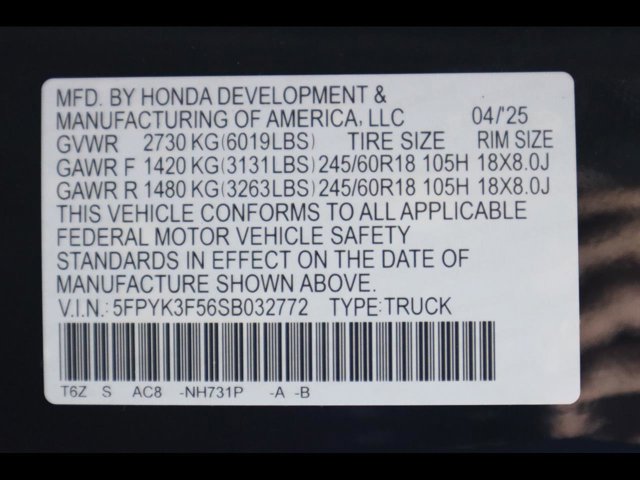 MFD. BY HONDA DEVELOPMENT &
MANUFACTURING OF AMERICA, LLC 04/'25
GVWR 2730 KG(6019LBS) TIRE SIZE RIM SIZE
GAWR F 1420 KG(3131LBS) 245/60R18 105H 18X8.0J
GAWR R 1480 KG(3263LBS) 245/60R18 105H 18X8.0J
THIS VEHICLE CONFORMS TO ALL APPLICABLE
FEDERAL MOTOR VEHICLE SAFETY
STANDARDS IN EFFECT ON THE DATE OF
MANUFACTURE SHOWN ABOVE.
V.I.N.: 5FPYK3F56SB032772 TYPE: TRUCK
T6Z S AC8 -NH731P -A -B